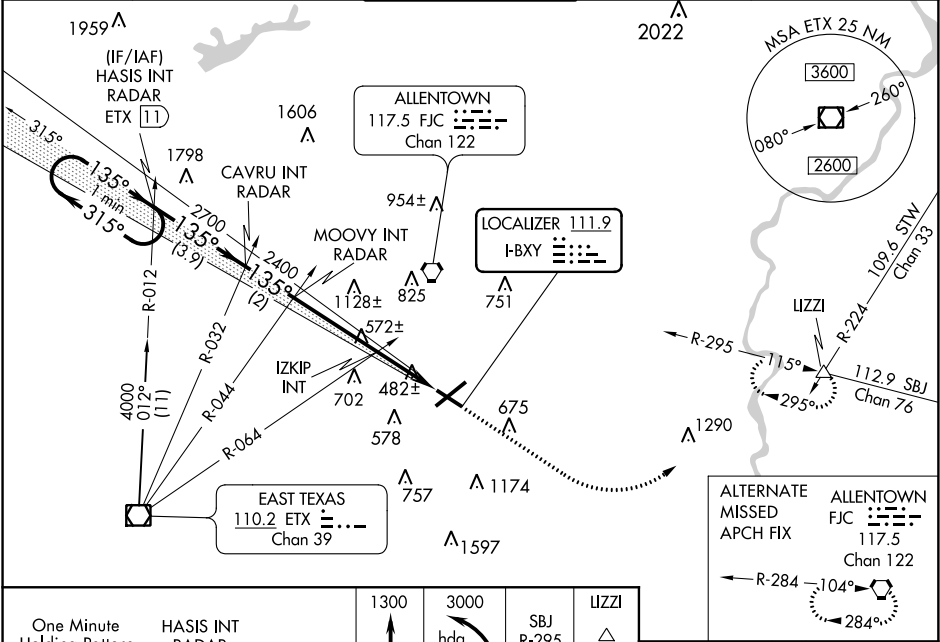 1959
(IF/IAF)
HASIS INT
RADAR
ETX 11
2022
MSA ETX 25 NM
3600
260°
080°
2600
1606
ALLENTOWN
117.5 FJC
Chan 122
315°
135°
1 min
315°
1798
CAVRU INT
RADAR
954±
LOCALIZER 111.9
I-BXY
2700
135°
(3.9)
MOOVY INT
RADAR
2400
135°
(2)
1128±
825
751
109.6 STW
Chan 33
R-224
LIZZI
R-012
R-032
R-044
R-064
572±
IZKIP
INT
702
482±
578
675
R-295
115°
295°
112.9 SBJ
Chan 76
4000
012°
(11)
1290
757
1174
EAST TEXAS
110.2 ETX
Chan 39
1597
ALTERNATE
MISSED
APCH FIX
ALLENTOWN
FJC
117.5
Chan 122
R-284
104°
284°
One Minute
Holding Pattern
HASIS INT
RADAR
1300
3000
hdg
SBJ
R-295
LIZZI